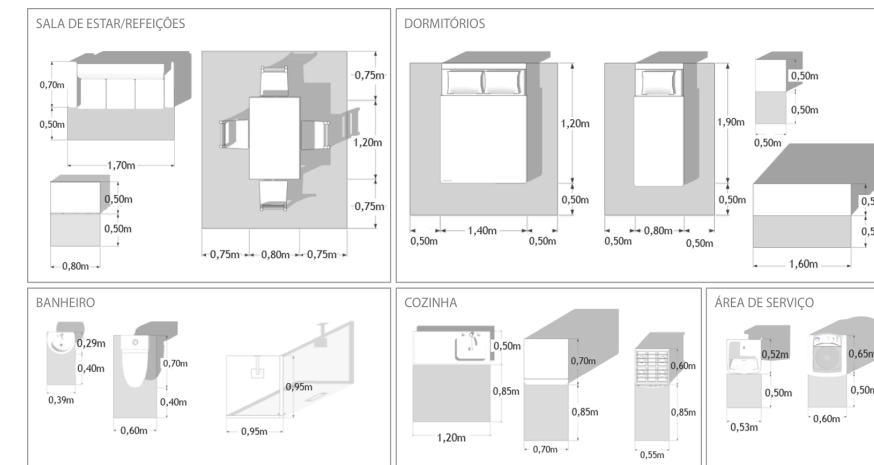 SALA DE ESTAR/REFEIÇÕES
0,70m
0,50m
1,70m
0,50m
0,50m
0,80m
0,75m
1,20m
0,75m
0,75m 0,80m 0,75m
DORMITÓRIOS
1,20m
0,50m
0,50m 1,40m 0,50m
1,90m
0,50m
0,50m 0,80m 0,50m
0,50m
0,50m
0,50m
1,60m
BANHEIRO
0,29m
0,40m
0,39m
0,70m
0,40m
0,60m
0,95m
0,95m
COZINHA
0,50m
0,85m
1,20m
0,70m
0,85m
0,70m
0,60m
0,85m
0,55m
ÁREA DE SERVIÇO
0,52m
0,50m
0,53m
0,65m
0,50m
0,60m